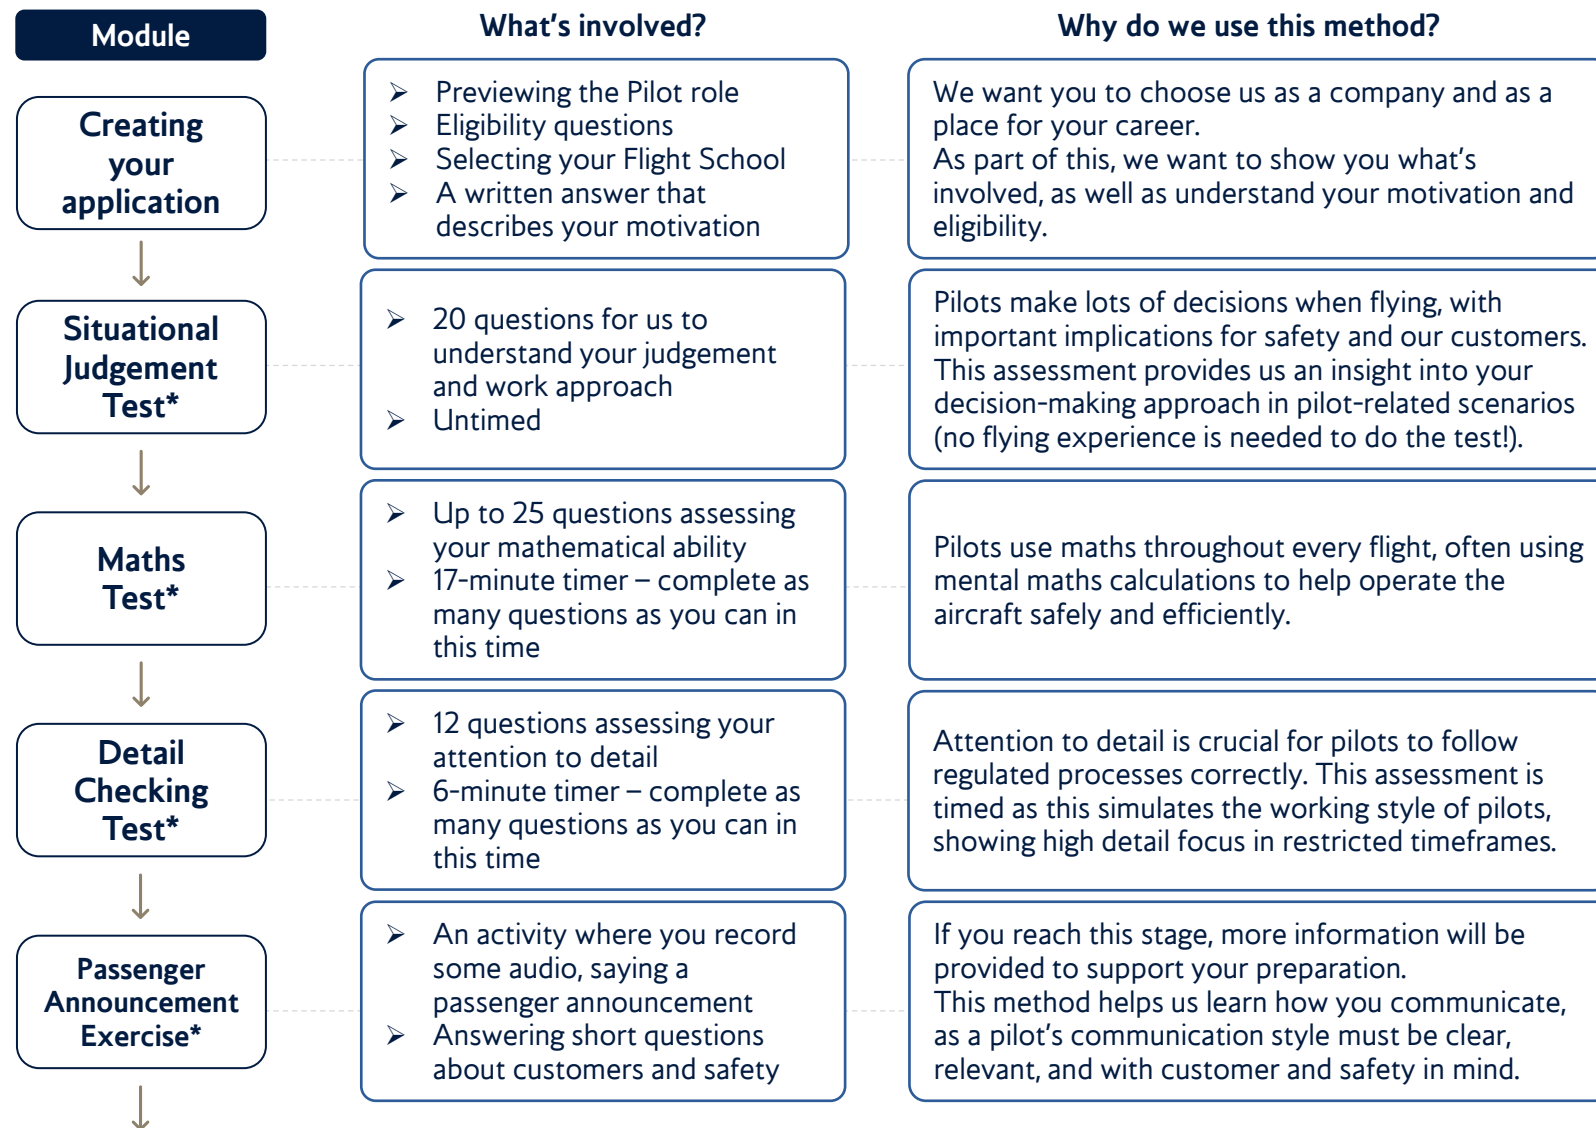 Module
What's involved?
Why do we use this method?
Creating
your
application
➢ Previewing the Pilot role
➢ Eligibility questions
➢ Selecting your Flight School
➢ A written answer that
describes your motivation
We want you to choose us as a company and as a
place for your career.
As part of this, we want to show you what's
involved, as well as understand your motivation and
eligibility.
Situational
Judgement
Test*
➢ 20 questions for us to
understand your judgement
and work approach
➢ Untimed
Pilots make lots of decisions when flying, with
important implications for safety and our customers.
This assessment provides us an insight into your
decision-making approach in pilot-related scenarios
(no flying experience is needed to do the test!).
Maths
Test*
➢ Up to 25 questions assessing
your mathematical ability
➢ 17-minute timer – complete as
many questions as you can in
this time
Pilots use maths throughout every flight, often using
mental maths calculations to help operate the
aircraft safely and efficiently.
Detail
Checking
Test*
➢ 12 questions assessing your
attention to detail
➢ 6-minute timer – complete as
many questions as you can in
this time
Attention to detail is crucial for pilots to follow
regulated processes correctly. This assessment is
timed as this simulates the working style of pilots,
showing high detail focus in restricted timeframes.
Passenger
Announcement
Exercise*
➢ An activity where you record
some audio, saying a
passenger announcement
➢ Answering short questions
about customers and safety
If you reach this stage, more information will be
provided to support your preparation.
This method helps us learn how you communicate,
as a pilot's communication style must be clear,
relevant, and with customer and safety in mind.